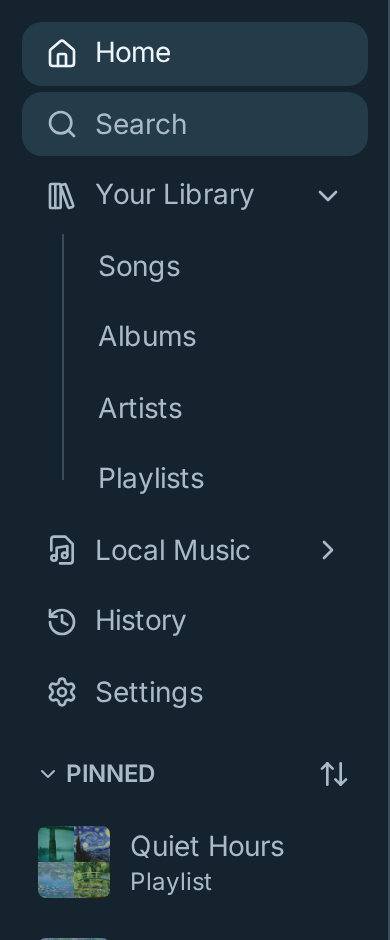 Home
Search
Your Library
Songs
Albums
Artists
Playlists
Local Music
History
Settings
PINNED
Quiet Hours
Playlist